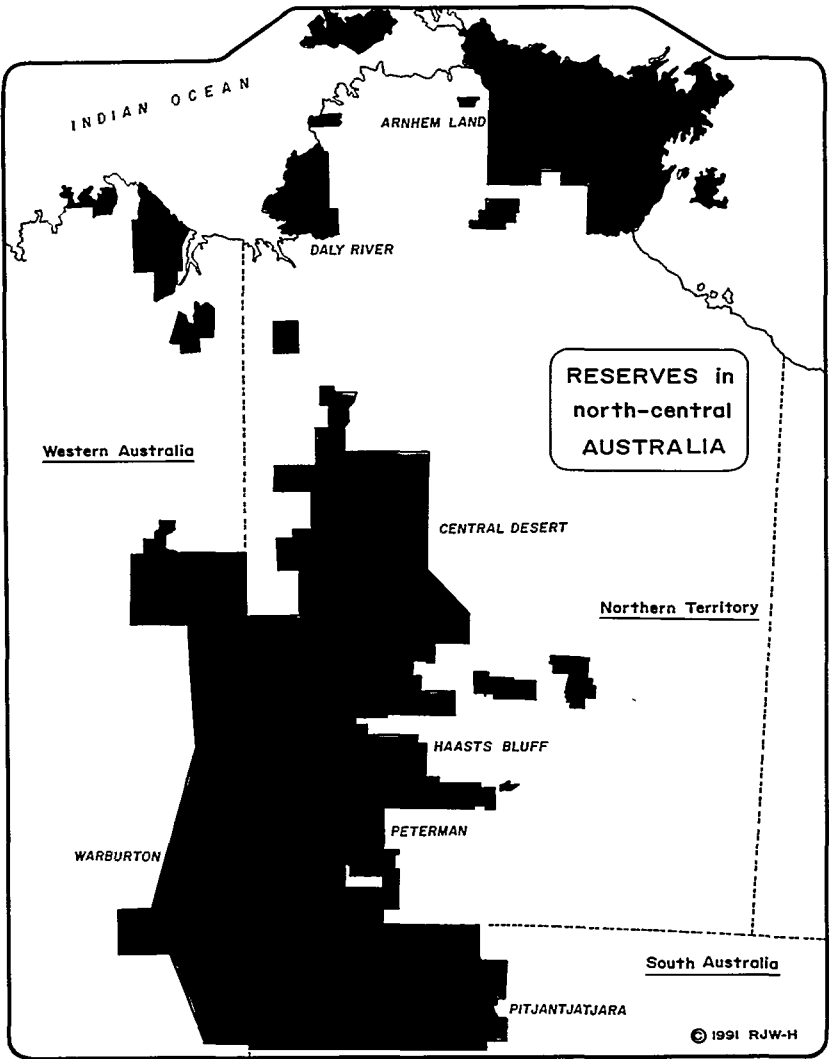 INDIAN OCEAN
ARNHEM LAND
DALY RIVER
RESERVES in
north-central
AUSTRALIA
Western Australia
CENTRAL DESERT
Northern Territory
HAASTS BLUFF
PETERMAN
WARBURTON
South Australia
PITJANTJATJARA
© 1991 RJW-H